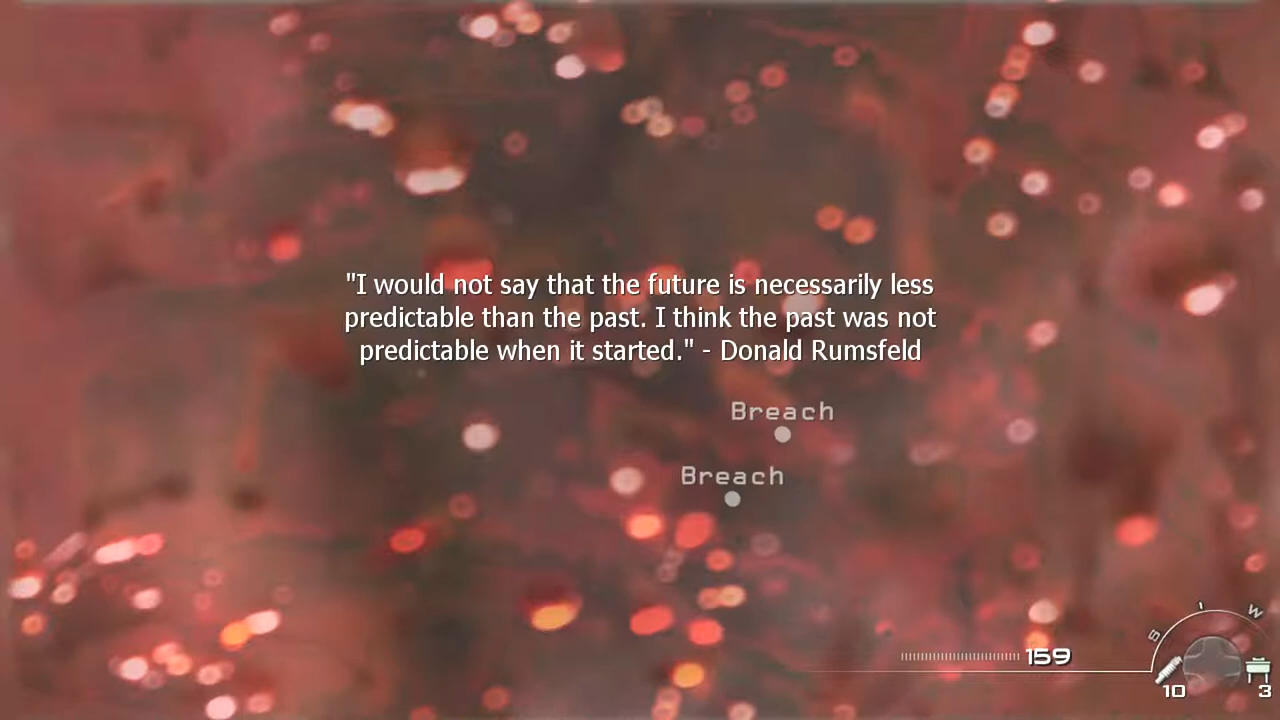 "I would not say that the future is necessarily less
predictable than the past. I think the past was not
predictable when it started." - Donald Rumsfeld
Breach
Breach
S
W
159
10
3